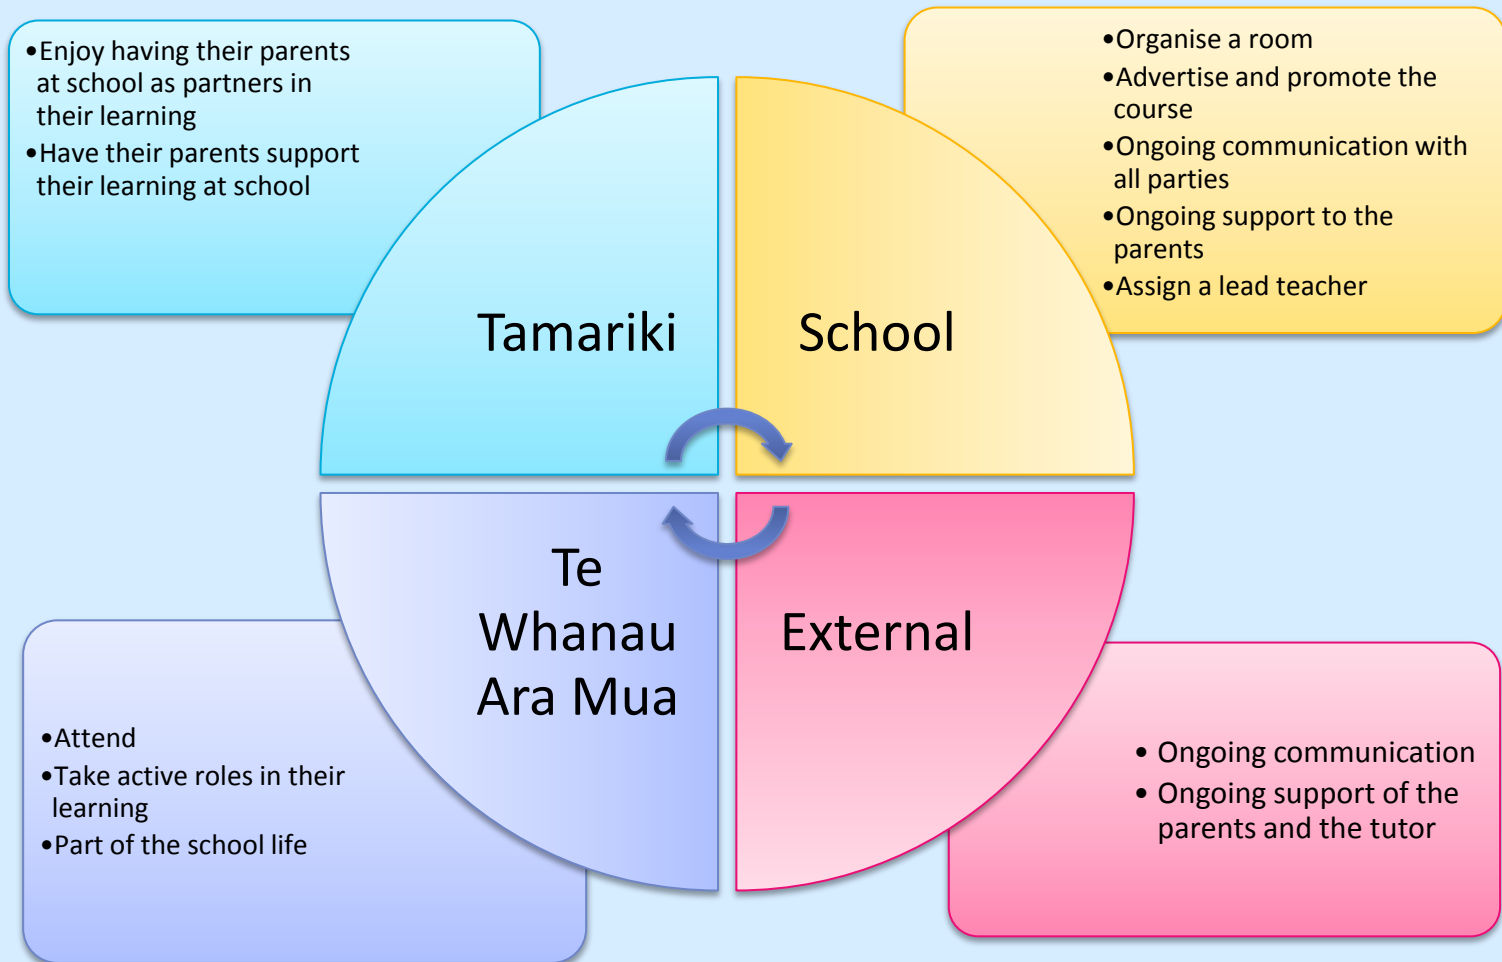 •Enjoy having their parents
at school as partners in
their learning
•Have their parents support
their learning at school
•Organise a room
•Advertise and promote the
course
•Ongoing communication with
all parties
•Ongoing support to the
parents
•Assign a lead teacher
Tamariki
School
Te
Whanau
Ara Mua
External
•Attend
•Take active roles in their
learning
•Part of the school life
• Ongoing communication
• Ongoing support of the
parents and the tutor